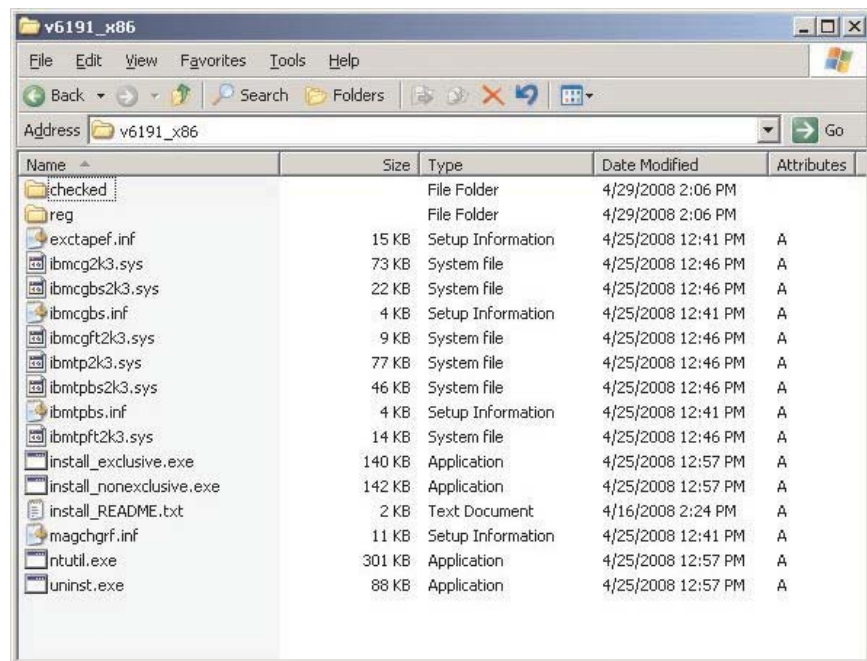 v6191_x86
File Edit View Favorites Tools Help
Back Search Folders
Address v6191_x86 Go
Name Size Type Date Modified Attributes
checked File Folder 4/29/2008 2:06 PM
reg File Folder 4/29/2008 2:06 PM
exctapef.inf 15 KB Setup Information 4/25/2008 12:41 PM A
ibmcg2k3.sys 73 KB System file 4/25/2008 12:46 PM A
ibmcgbs2k3.sys 22 KB System file 4/25/2008 12:46 PM A
ibmcgbs.inf 4 KB Setup Information 4/25/2008 12:41 PM A
ibmcgft2k3.sys 9 KB System file 4/25/2008 12:46 PM A
ibmtp2k3.sys 77 KB System file 4/25/2008 12:46 PM A
ibmtpbs2k3.sys 46 KB System file 4/25/2008 12:46 PM A
ibmtpbs.inf 4 KB Setup Information 4/25/2008 12:41 PM A
ibmtpft2k3.sys 14 KB System file 4/25/2008 12:46 PM A
install_exclusive.exe 140 KB Application 4/25/2008 12:57 PM A
install_nonexclusive.exe 142 KB Application 4/25/2008 12:57 PM A
install_README.txt 2 KB Text Document 4/16/2008 2:24 PM A
magchgrf.inf 11 KB Setup Information 4/25/2008 12:41 PM A
ntutil.exe 301 KB Application 4/25/2008 12:57 PM A
uninst.exe 88 KB Application 4/25/2008 12:57 PM A